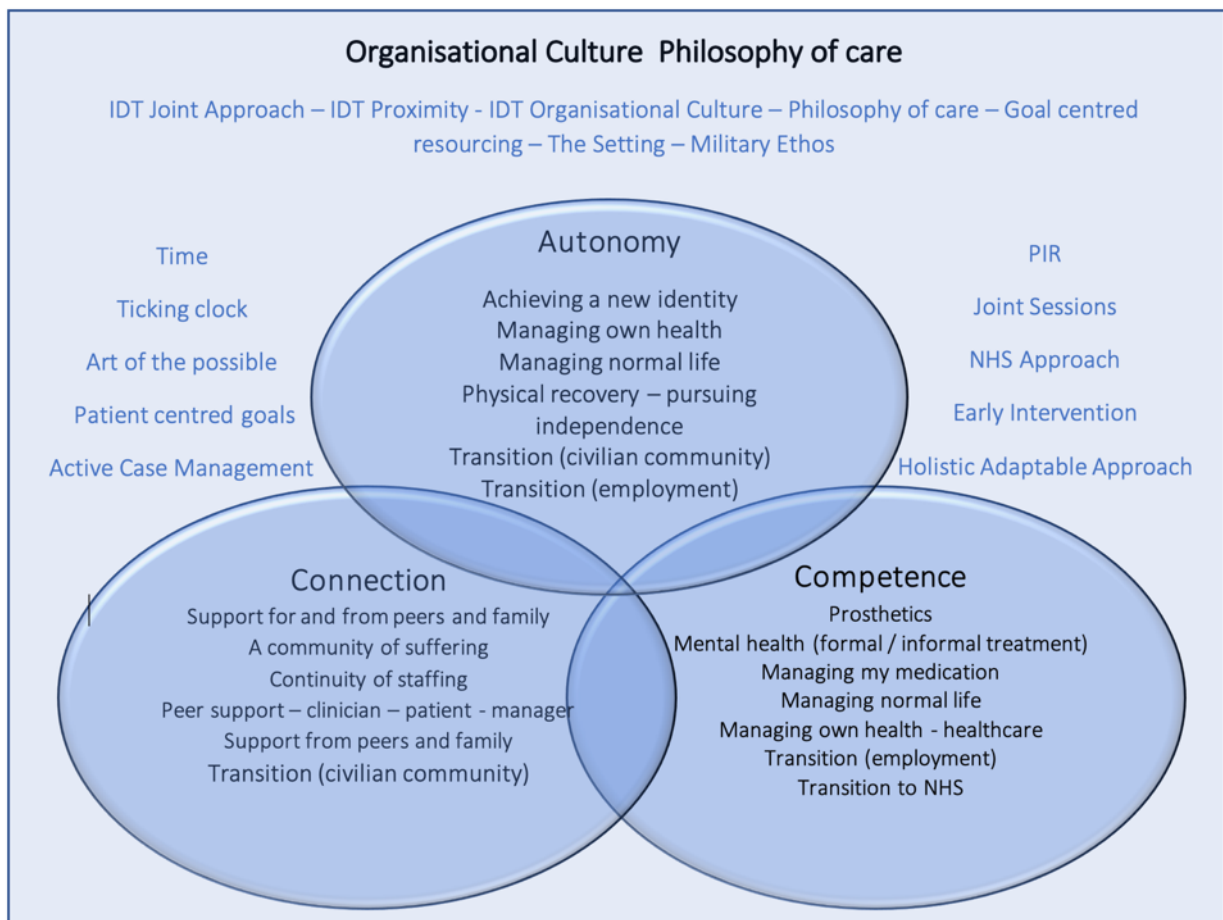 Organisational Culture  Philosophy of care
IDT Joint Approach – IDT Proximity - IDT Organisational Culture – Philosophy of care – Goal centred
resourcing – The Setting – Military Ethos
Time
Ticking clock
Art of the possible
Patient centred goals
Active Case Management
Autonomy
Achieving a new identity
Managing own health
Managing normal life
Physical recovery – pursuing
independence
Transition (civilian community)
Transition (employment)
PIR
Joint Sessions
NHS Approach
Early Intervention
Holistic Adaptable Approach
Connection
Support for and from peers and family
A community of suffering
Continuity of staffing
Peer support – clinician – patient - manager
Support from peers and family
Transition (civilian community)
Competence
Prosthetics
Mental health (formal / informal treatment)
Managing my medication
Managing normal life
Managing own health - healthcare
Transition (employment)
Transition to NHS